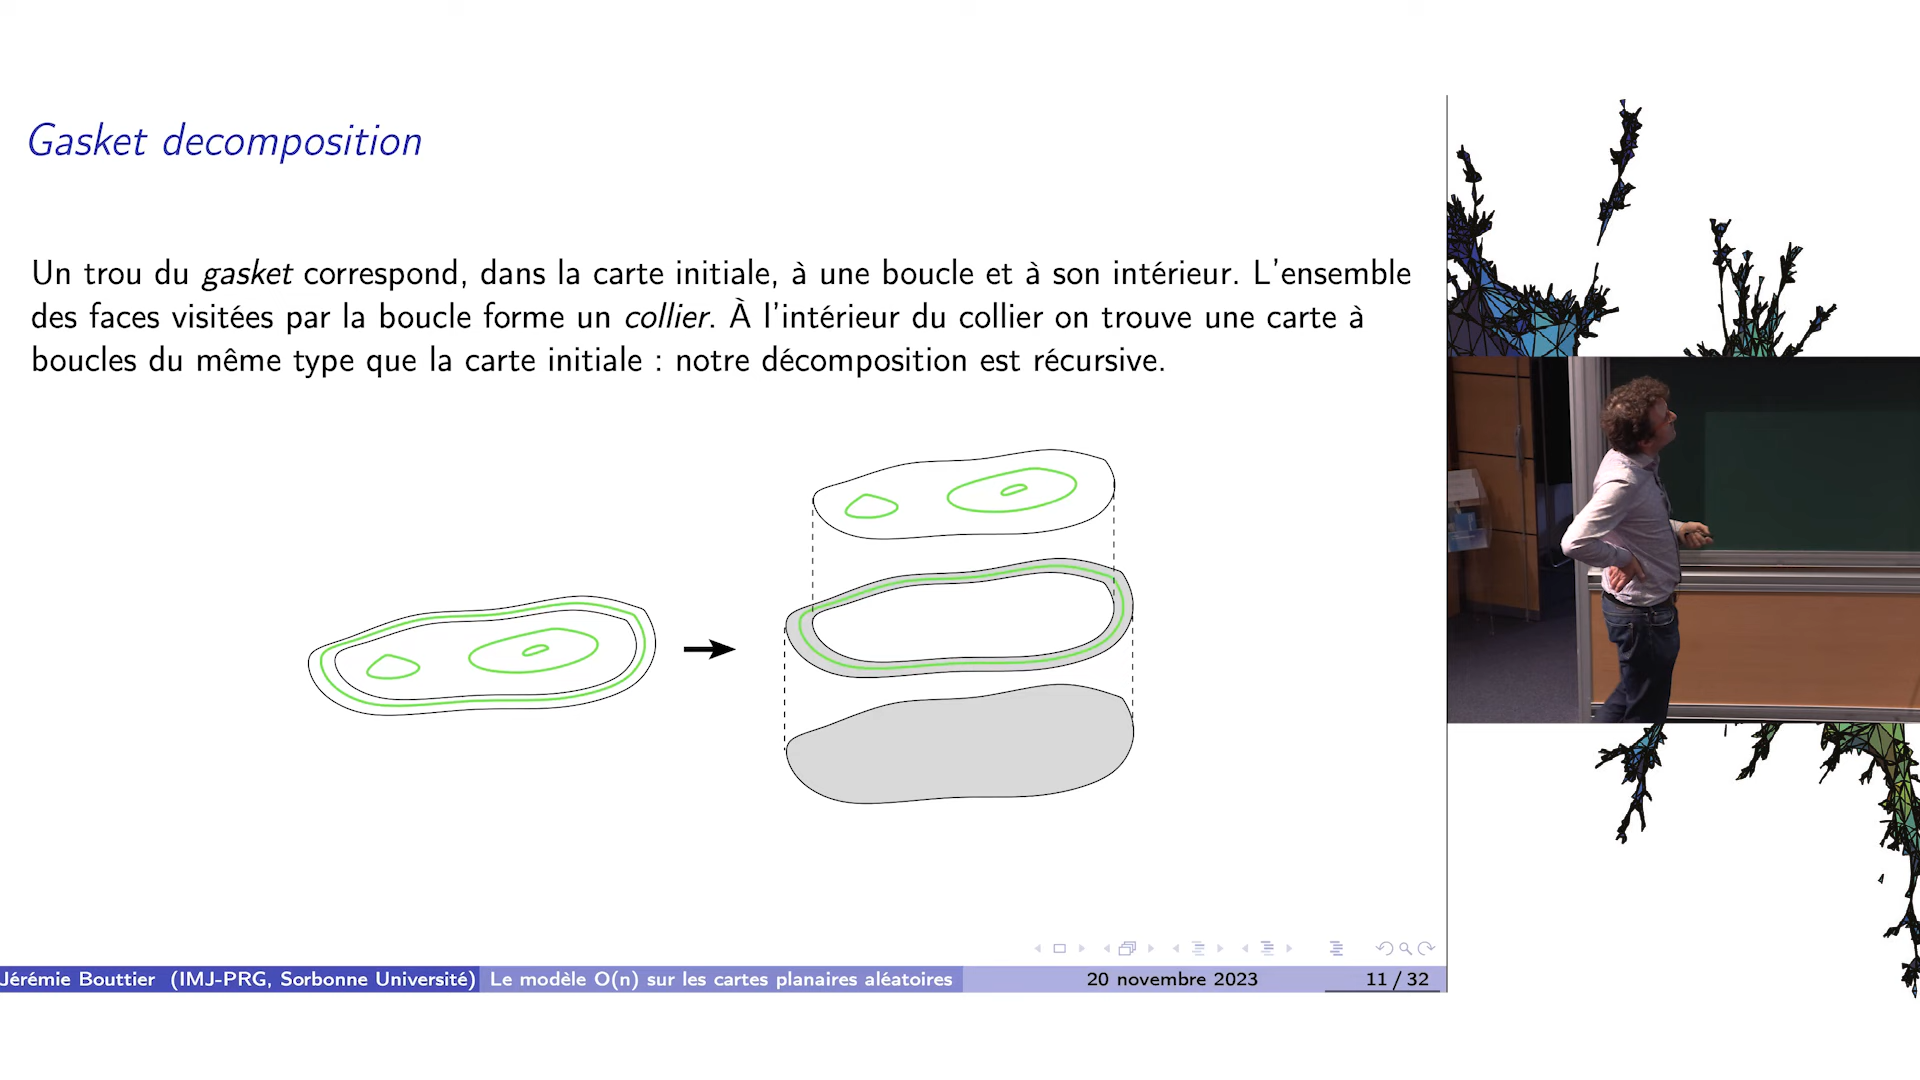 Gasket decomposition
Un trou du gasket correspond, dans la carte initiale, à une boucle et à son intérieur. L'ensemble
des faces visitées par la boucle forme un collier. À l'intérieur du collier on trouve une carte à
boucles du même type que la carte initiale : notre décomposition est récursive.
Jérémie Bouttier (IMJ-PRG, Sorbonne Université) Le modèle O(n) sur les cartes planaires aléatoires 20 novembre 2023 11 / 32